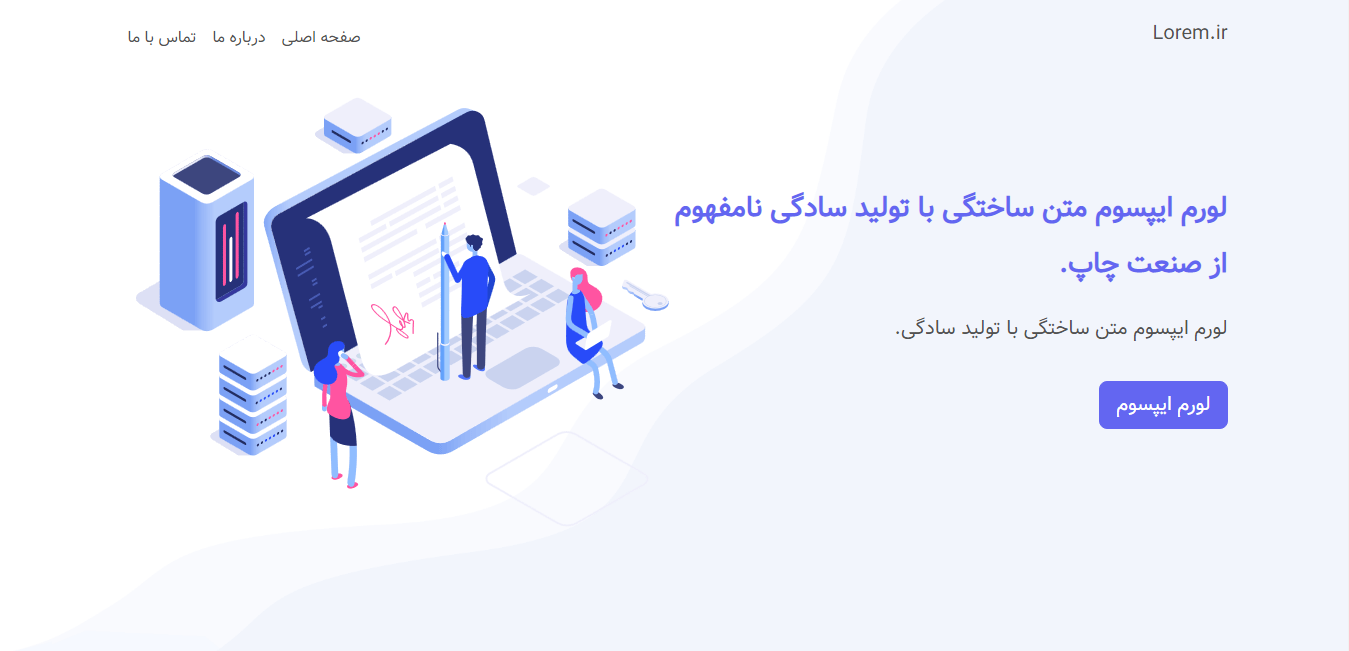 Lorem.ir
صفحه اصلی
درباره ما
تماس با ما
لورم ایپسوم متن ساختگی با تولید سادگی نامفهوم
از صنعت چاپ.
لورم ایپسوم متن ساختگی با تولید سادگی.
لورم ایپسوم